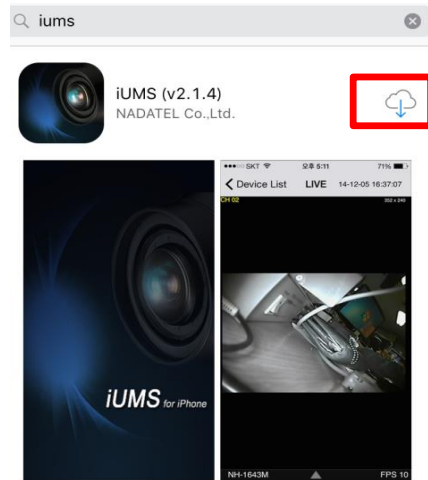 iums
iUMS (v2.1.4)
NADATEL Co.,Ltd.
SKT 오후 5:11 71%
Device List LIVE 14-12-05 16:37:07
CH 02 352 x 240
iUMS for iPhone
NH-1643M FPS 10